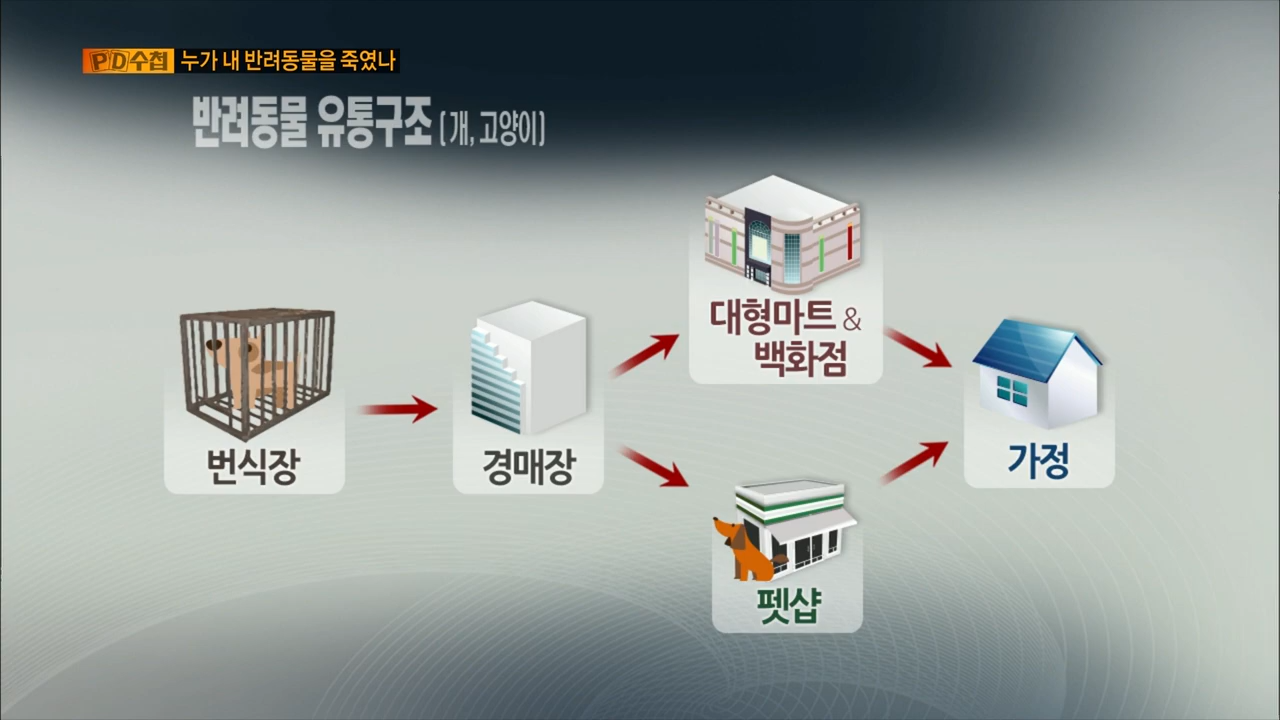 PD수첩 누가 내 반려동물을 죽였나
반려동물 유통구조 (개, 고양이)
번식장
경매장
대형마트 &
백화점
펫샵
가정